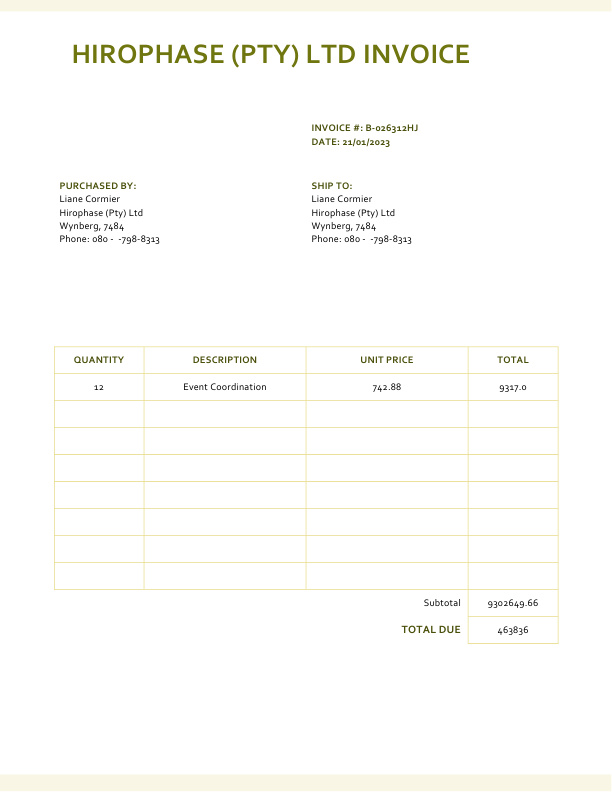 HIROPHASE (PTY) LTD INVOICE
INVOICE #: B-026312HJ
DATE: 21/01/2023
PURCHASED BY:
Liane Cormier
Hirophase (Pty) Ltd
Wynberg, 7484
Phone: 080 -  -798-8313
SHIP TO:
Liane Cormier
Hirophase (Pty) Ltd
Wynberg, 7484
Phone: 080 -  -798-8313
QUANTITY DESCRIPTION UNIT PRICE TOTAL
12 Event Coordination 742.88 9317.0
Subtotal 9302649.66
TOTAL DUE 463836